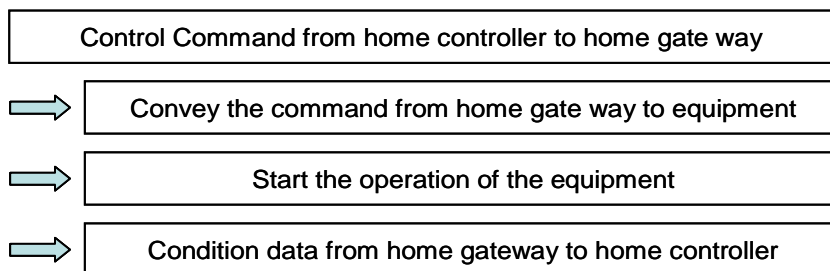 Control Command from home controller to home gate way
Convey the command from home gate way to equipment
Start the operation of the equipment
Condition data from home gateway to home controller